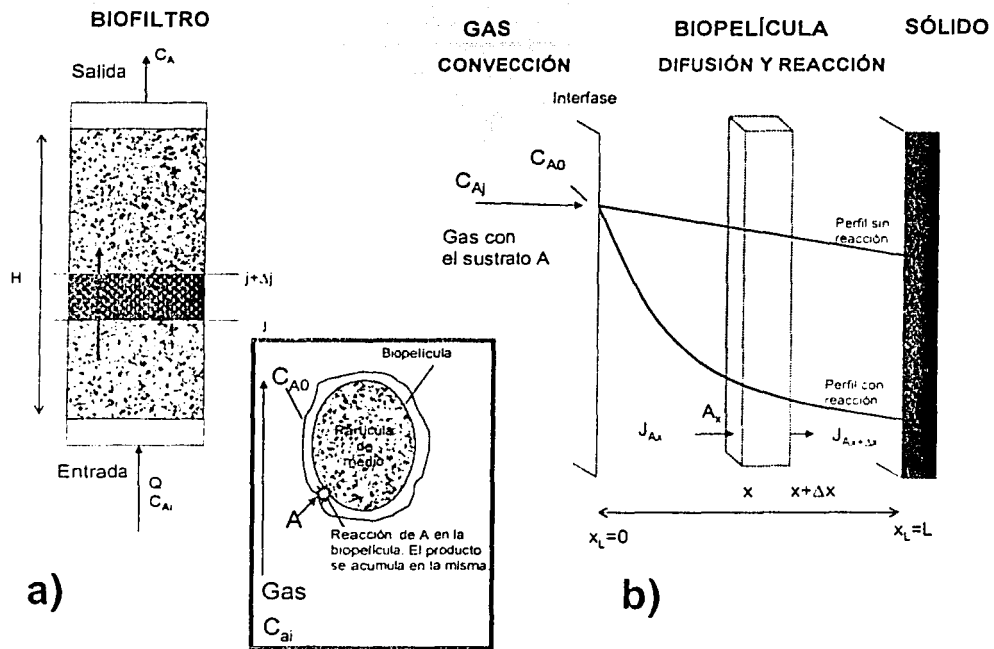 BIOFILTRO
C_A
Salida
H
j+Δj
j
Entrada
Q
C_Ai
a)
Biopelícula
C_A0
Partícula
de
medio
A
Reacción de A en la
biopelícula. El producto
se acumula en la misma.
Gas
C_ai
GAS
CONVECCIÓN
BIOPELÍCULA
DIFUSIÓN Y REACCIÓN
SÓLIDO
Interfase
C_A0
C_Aj
Gas con
el sustrato A
Perfil sin
reacción
Perfil con
reacción
A_x
J_Ax
J_Ax+Δx
x
x+Δx
x_L=0
x_L=L
b)